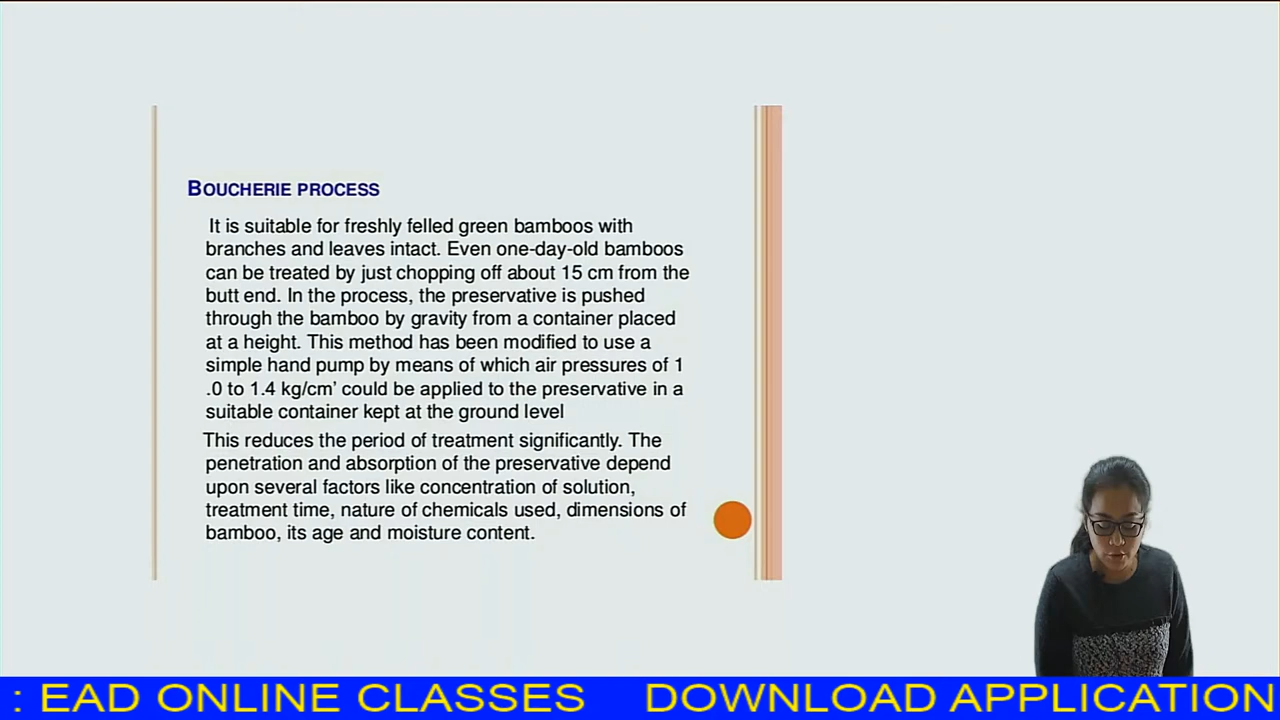 BOUCHERIE PROCESS
It is suitable for freshly felled green bamboos with
branches and leaves intact. Even one-day-old bamboos
can be treated by just chopping off about 15 cm from the
butt end. In the process, the preservative is pushed
through the bamboo by gravity from a container placed
at a height. This method has been modified to use a
simple hand pump by means of which air pressures of 1
.0 to 1.4 kg/cm’ could be applied to the preservative in a
suitable container kept at the ground level
This reduces the period of treatment significantly. The
penetration and absorption of the preservative depend
upon several factors like concentration of solution,
treatment time, nature of chemicals used, dimensions of
bamboo, its age and moisture content.
: EAD ONLINE CLASSES DOWNLOAD APPLICATION